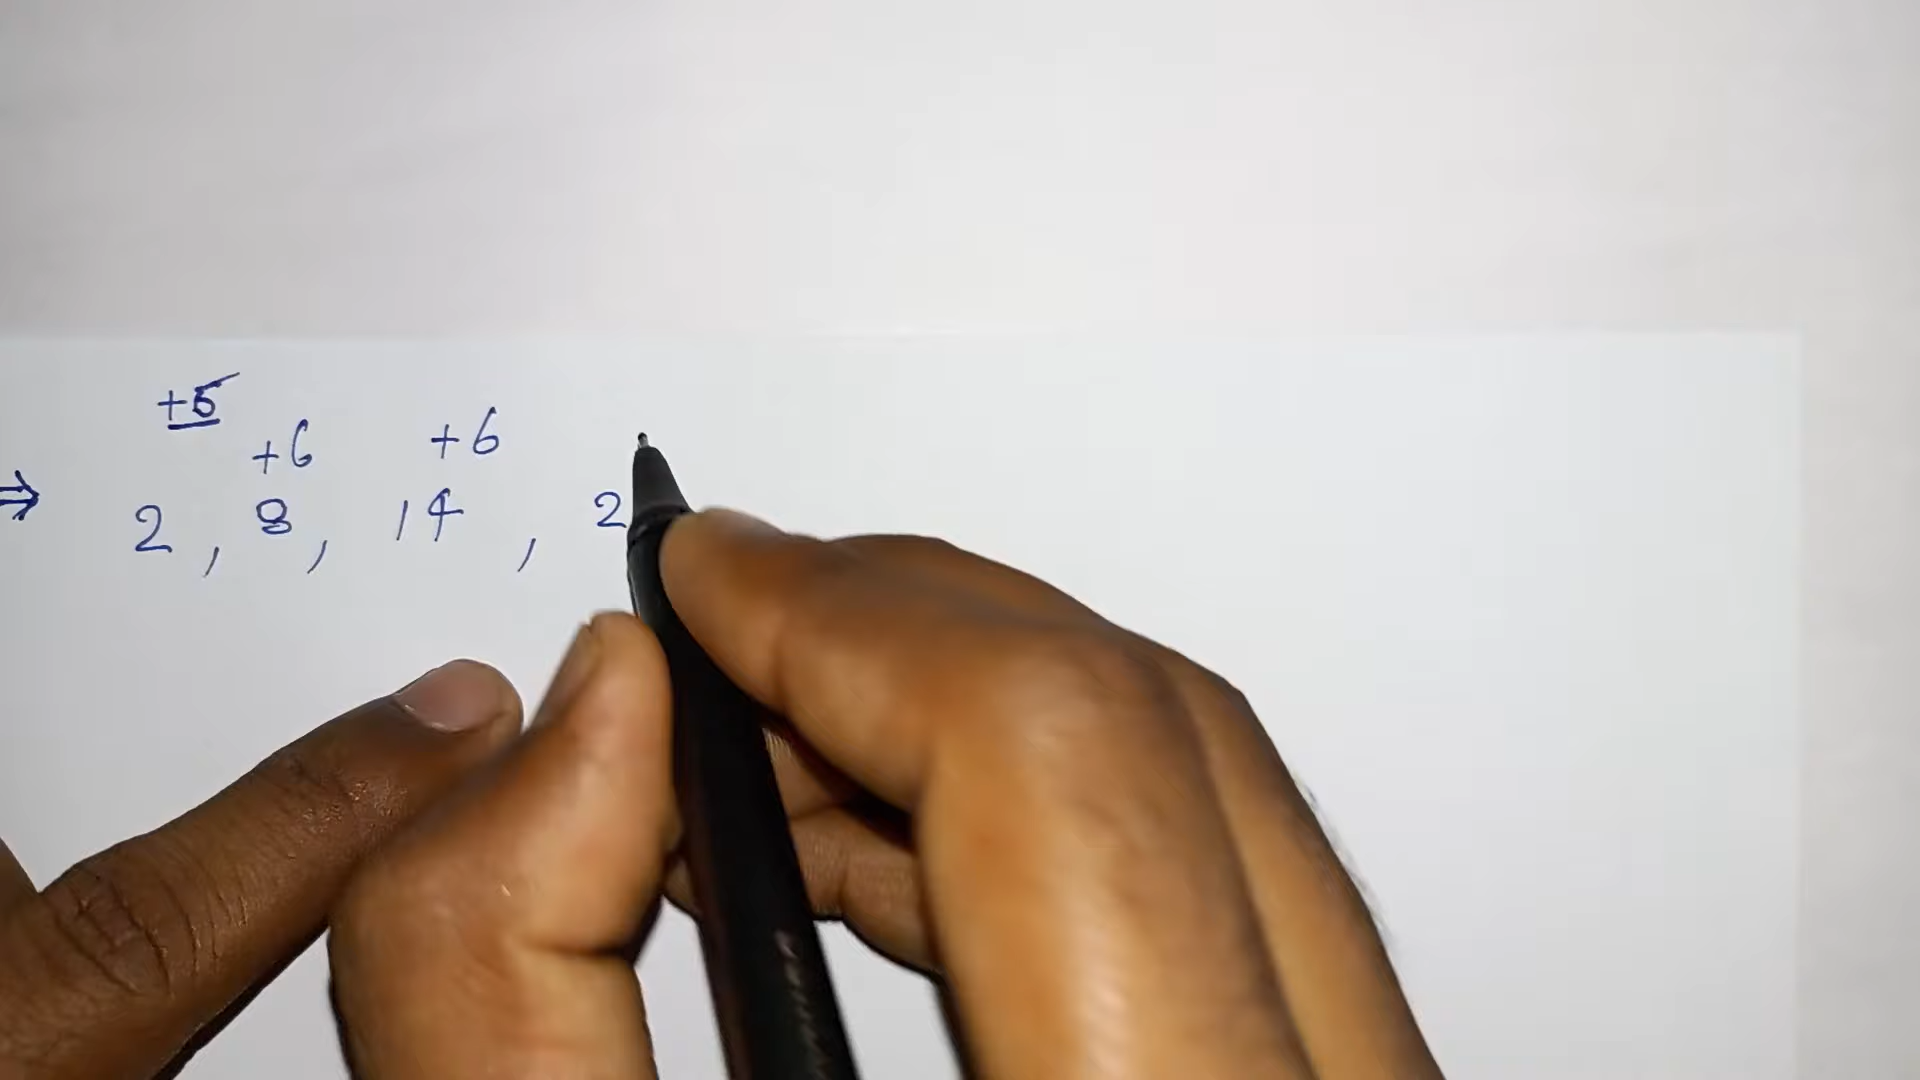 +5
+6 +6
⇒ 2, 8, 14, 2